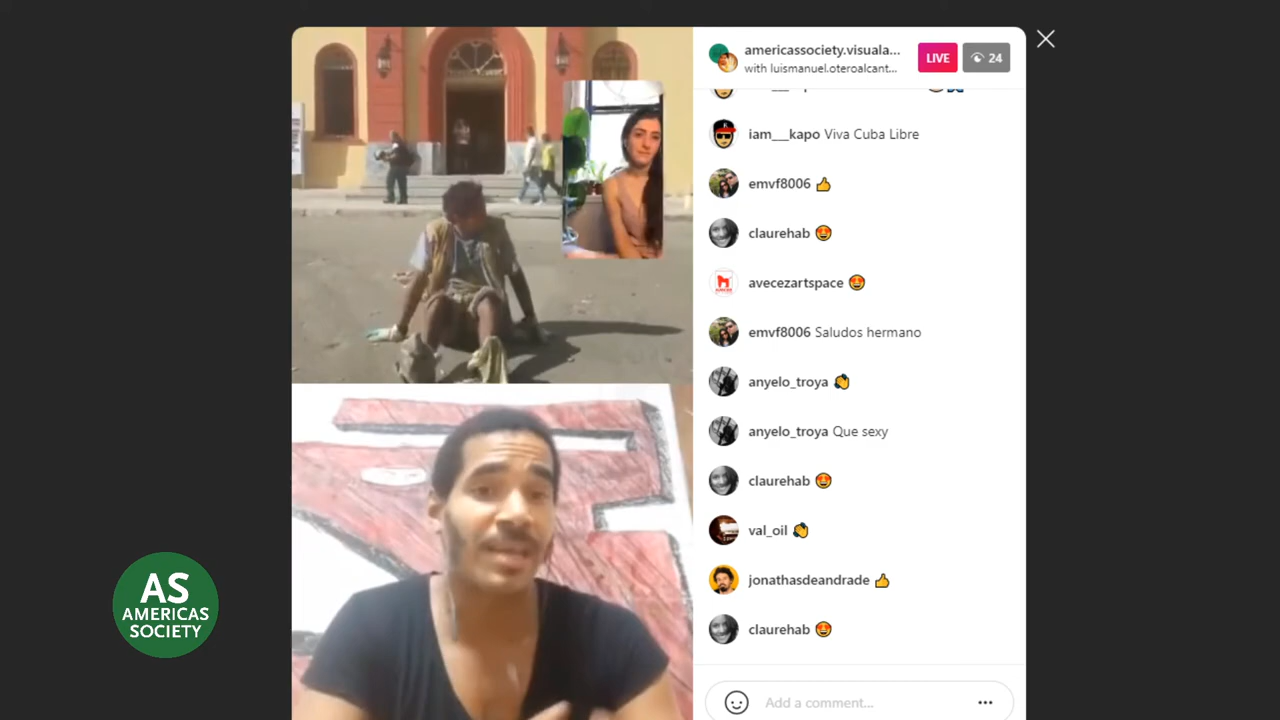 americassociety.visuala...
with luismanuel.oteroalcant...
LIVE
24
iam___kapo Viva Cuba Libre
emvf8006
claurehab
avecezartspace
emvf8006 Saludos hermano
anyelo_troya
anyelo_troya Que sexy
claurehab
val_oil
jonathasdeandrade
claurehab
Add a comment...
AS
AMERICAS
SOCIETY